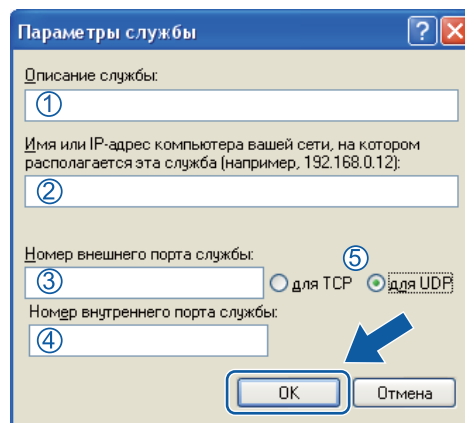 Параметры службы
?
Описание службы:
①
Имя или IP-адрес компьютера вашей сети, на котором
располагается эта служба (например, 192.168.0.12):
②
⑤
Номер внешнего порта службы:
③ для TCP для UDP
Номер внутреннего порта службы:
④
OK Отмена